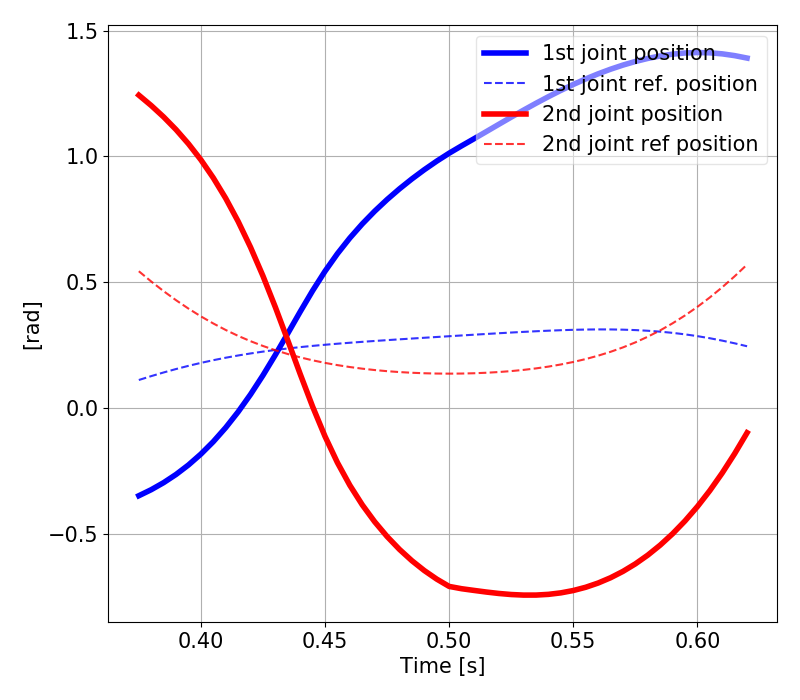 1.5
1.0
0.5
0.0
−0.5
[rad]
1st joint position
1st joint ref. position
2nd joint position
2nd joint ref position
0.40 0.45 0.50 0.55 0.60
Time [s]